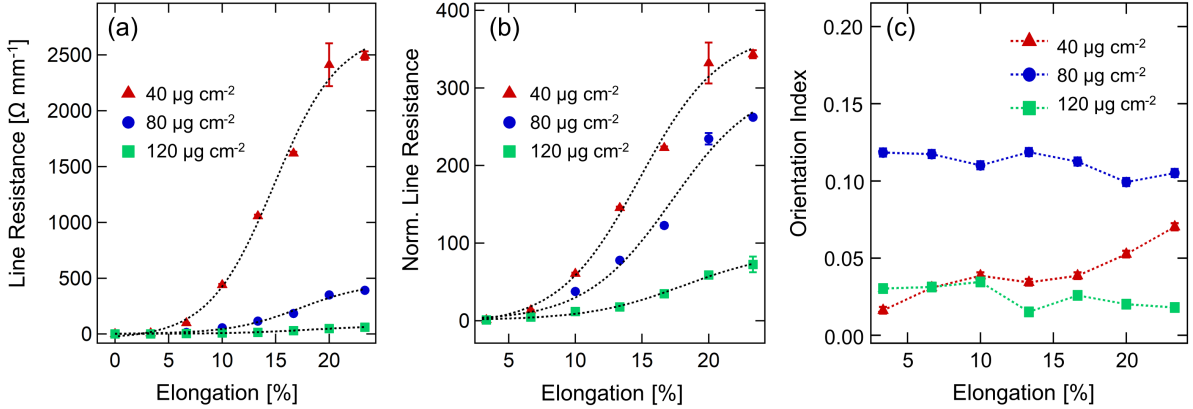 (a)
Line Resistance [Ω mm⁻¹]
2500
2000
1500
1000
500
0
40 µg cm⁻²
80 µg cm⁻²
120 µg cm⁻²
0 5 10 15 20
Elongation [%]
(b)
Norm. Line Resistance
400
300
200
100
0
40 µg cm⁻²
80 µg cm⁻²
120 µg cm⁻²
5 10 15 20
Elongation [%]
(c)
Orientation Index
0.20
0.15
0.10
0.05
0.00
40 µg cm⁻²
80 µg cm⁻²
120 µg cm⁻²
5 10 15 20
Elongation [%]